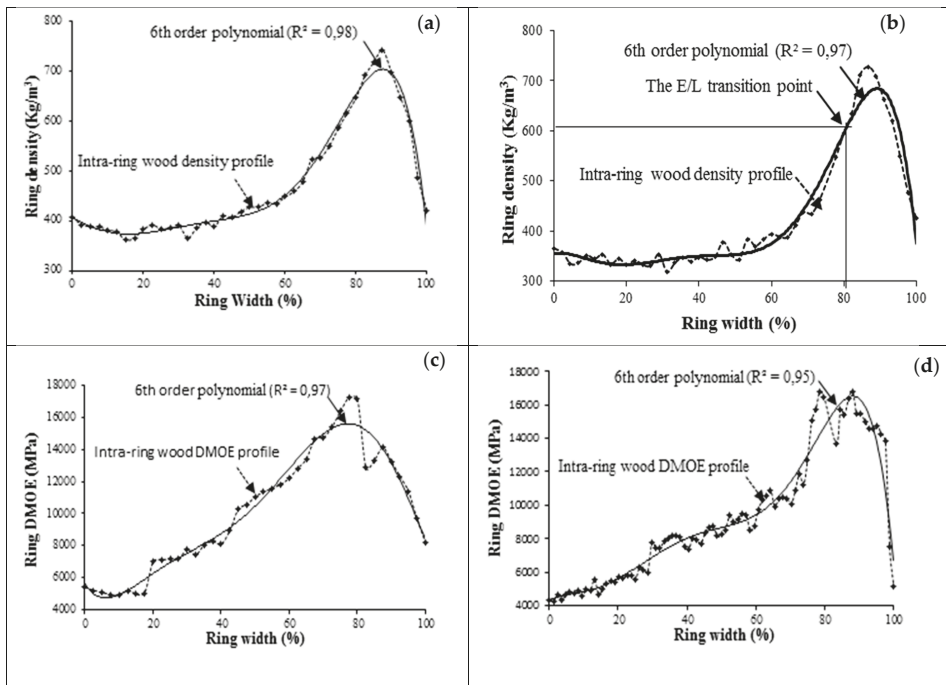 (a)
6th order polynomial (R² = 0,98)
Intra-ring wood density profile
Ring density (Kg/m³)
800
700
600
500
400
300
0
20
40
60
80
100
Ring Width (%)
(b)
6th order polynomial (R² = 0,97)
The E/L transition point
Intra-ring wood density profile
Ring density (Kg/m³)
800
700
600
500
400
300
0
20
40
60
80
100
Ring width (%)
(c)
6th order polynomial (R² = 0,97)
Intra-ring wood DMOE profile
Ring DMOE (MPa)
18000
16000
14000
12000
10000
8000
6000
4000
0
20
40
60
80
100
Ring width (%)
(d)
6th order polynomial (R² = 0,95)
Intra-ring wood DMOE profile
Ring DMOE (MPa)
18000
16000
14000
12000
10000
8000
6000
4000
0
20
40
60
80
100
Ring width (%)